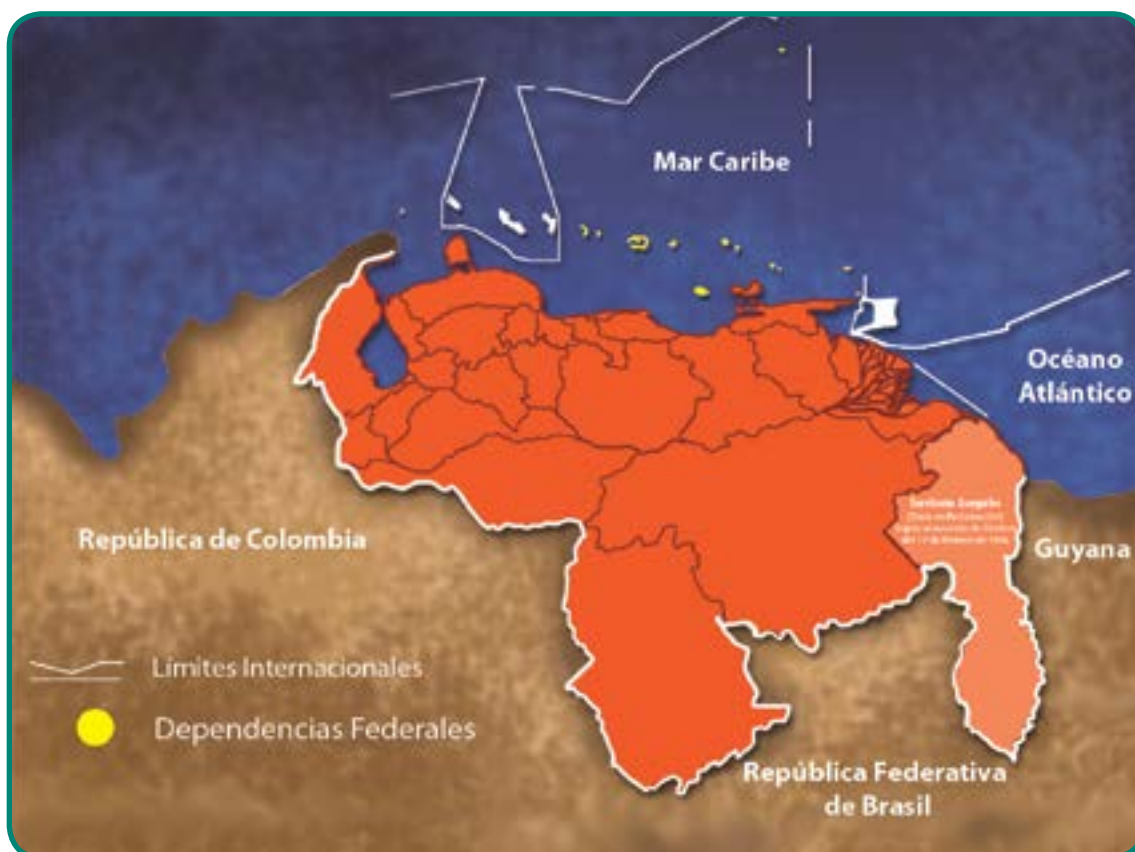 Mar Caribe
Océano
Atlántico
República de Colombia
Guyana
Límites Internacionales
Dependencias Federales
República Federativa
de Brasil